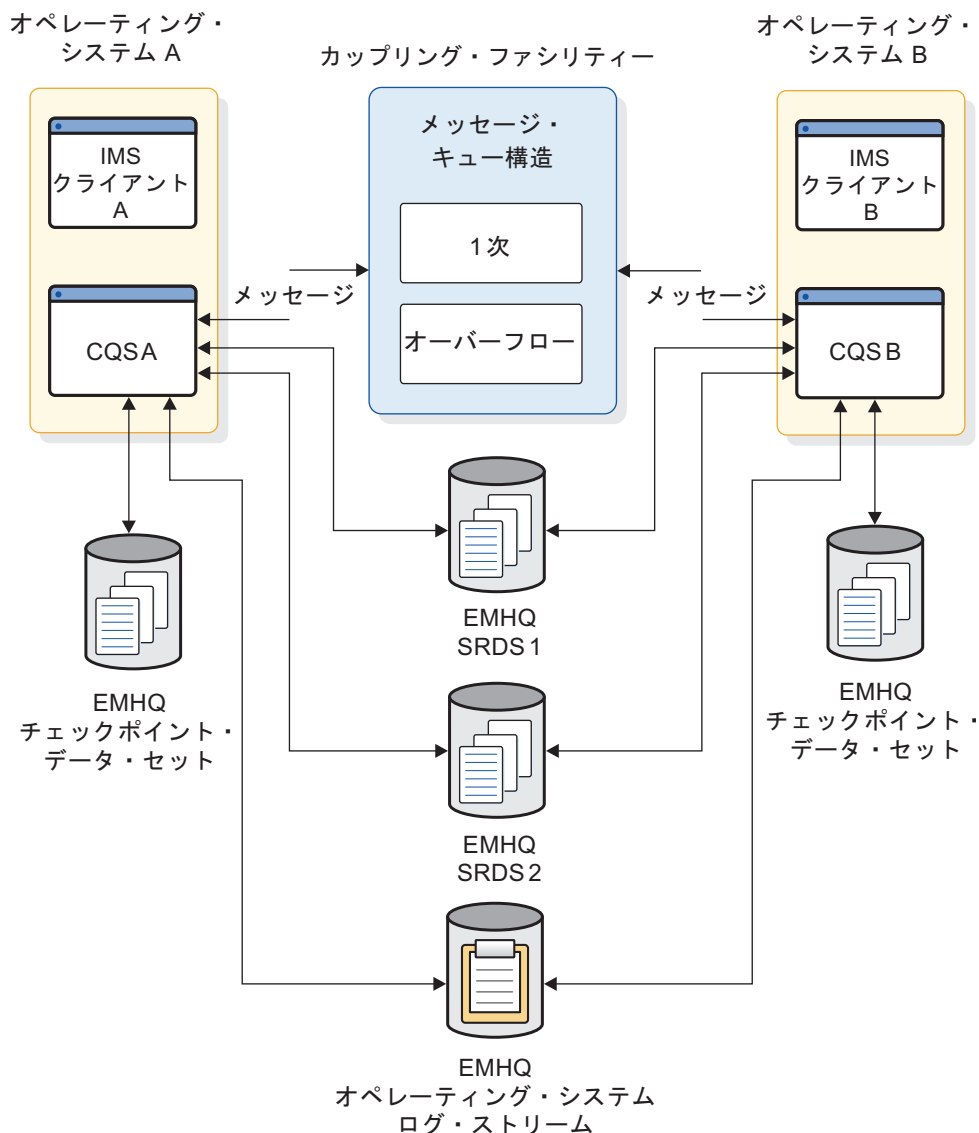 オペレーティング・
システム A
カップリング・ファシリティー
オペレーティング・
システム B
IMS
クライアント
A
メッセージ・
キュー構造
1次
オーバーフロー
IMS
クライアント
B
メッセージ
メッセージ
CQSA
CQSB
EMHQ
SRDS1
EMHQ
チェックポイント・
データ・セット
EMHQ
チェックポイント・
データ・セット
EMHQ
SRDS2
EMHQ
オペレーティング・システム
ログ・ストリーム